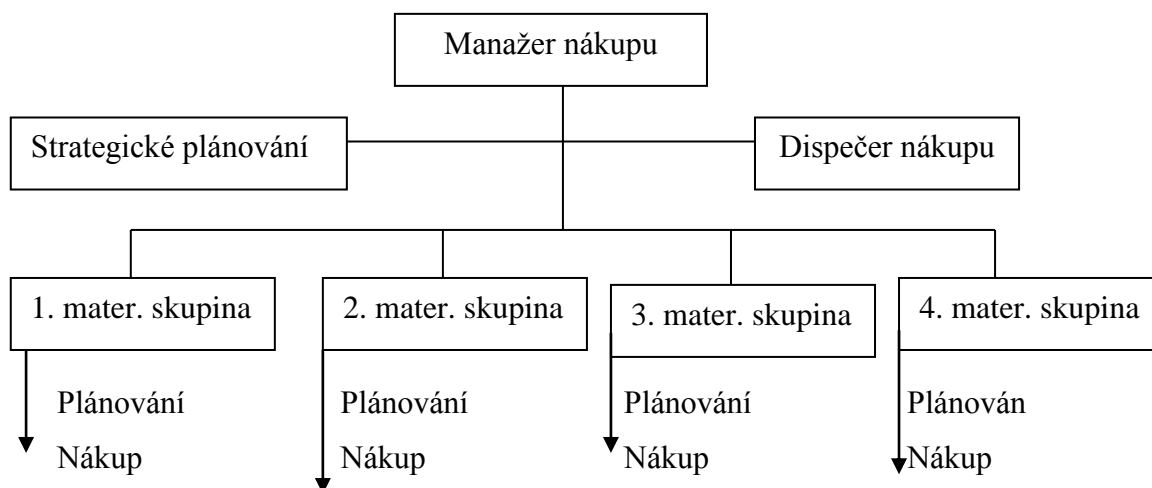 Manažer nákupu
Strategické plánování
Dispečer nákupu
1. mater. skupina
2. mater. skupina
3. mater. skupina
4. mater. skupina
Plánování
Nákup
Plánování
Nákup
Plánování
Nákup
Plánován
Nákup